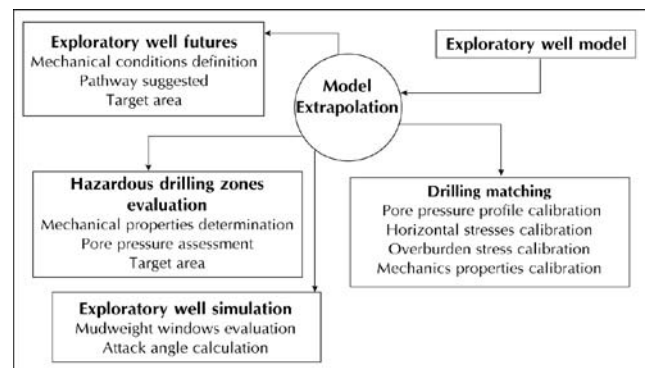 Exploratory well futures
Mechanical conditions definition
Pathway suggested
Target area
Exploratory well model
Model
Extrapolation
Hazardous drilling zones
evaluation
Mechanical properties determination
Pore pressure assessment
Target area
Drilling matching
Pore pressure profile calibration
Horizontal stresses calibration
Overburden stress calibration
Mechanics properties calibration
Exploratory well simulation
Mudweight windows evaluation
Attack angle calculation